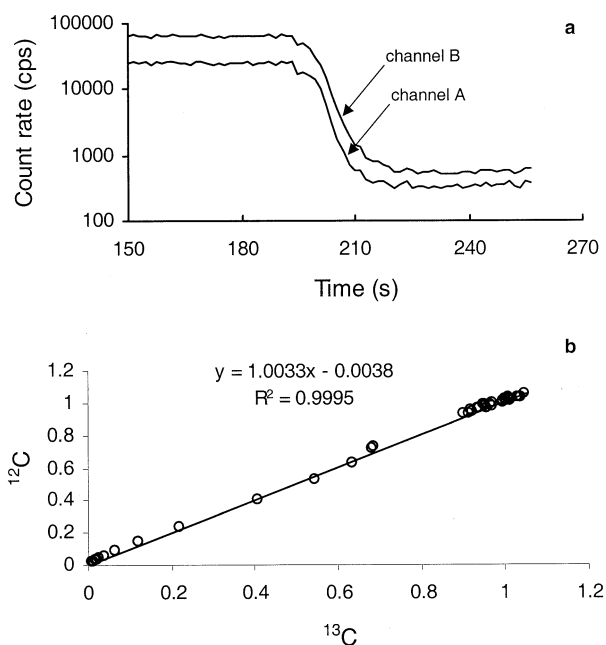 a
100000
10000
1000
100
Count rate (cps)
channel B
channel A
150 180 210 240 270
Time (s)
b
y = 1.0033x - 0.0038
R² = 0.9995
1.2
1
0.8
0.6
0.4
0.2
0
¹²C
0 0.2 0.4 0.6 0.8 1 1.2
¹³C